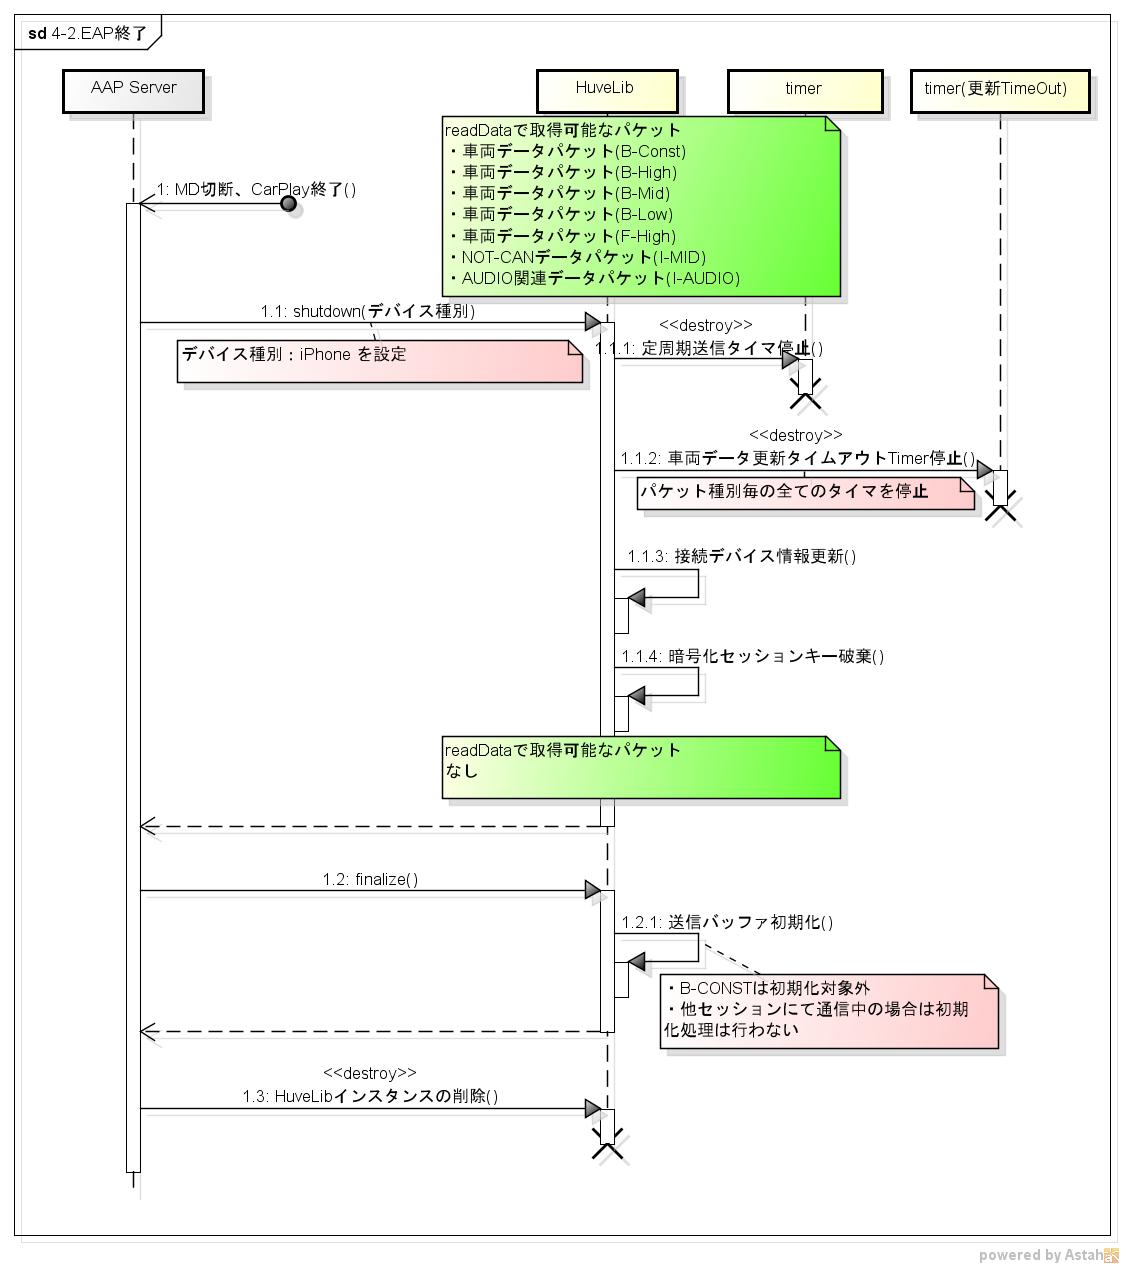 sd 4-2.EAP終了
AAP Server
HuveLib
timer
timer(更新TimeOut)
readDataで取得可能なパケット
・車両データパケット(B-Const)
・車両データパケット(B-High)
・車両データパケット(B-Mid)
・車両データパケット(B-Low)
・車両データパケット(F-High)
・NOT-CANデータパケット(I-MID)
・AUDIO関連データパケット(I-AUDIO)
1: MD切断、CarPlay終了()
1.1: shutdown(デバイス種別)
デバイス種別：iPhone を設定
<<destroy>>
1.1.1: 定周期送信タイマ停止()
<<destroy>>
1.1.2: 車両データ更新タイムアウトTimer停止()
パケット種別毎の全てのタイマを停止
1.1.3: 接続デバイス情報更新()
1.1.4: 暗号化セッションキー破棄()
readDataで取得可能なパケット
なし
1.2: finalize()
1.2.1: 送信バッファ初期化()
・B-CONSTは初期化対象外
・他セッションにて通信中の場合は初期
化処理は行わない
<<destroy>>
1.3: HuveLibインスタンスの削除()
powered by Astah